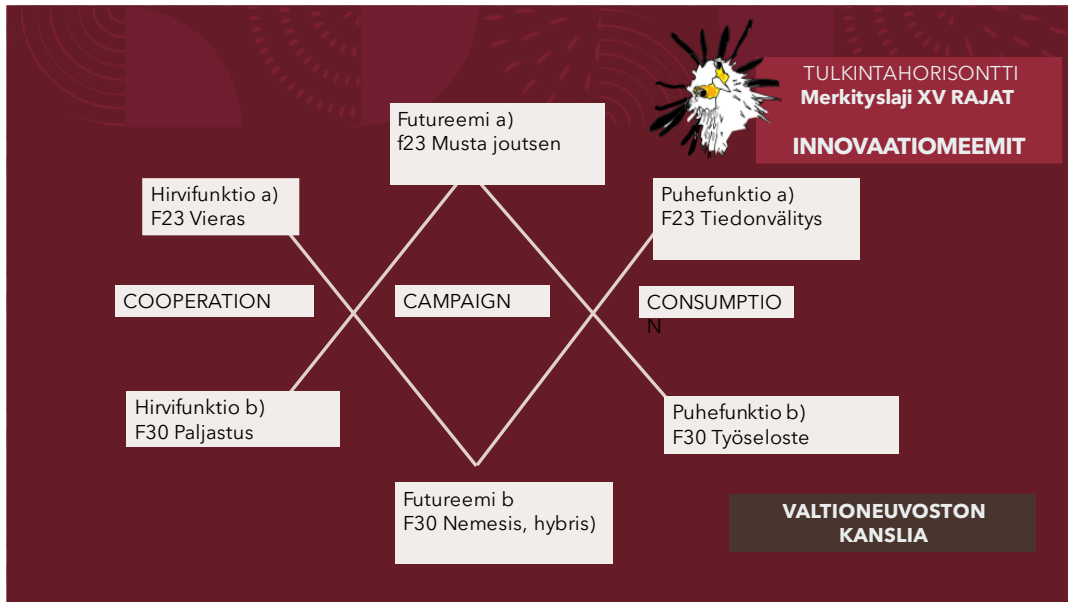 TULKINTAHORISONTTI
Merkityslaji XV RAJAT
INNOVAATIOMEEMIT
Futureemi a)
f23 Musta joutsen
Hirvifunktio a)
F23 Vieras
Puhefunktio a)
F23 Tiedonvälitys
COOPERATION
CAMPAIGN
CONSUMPTIO
N
Hirvifunktio b)
F30 Paljastus
Puhefunktio b)
F30 Työseloste
Futureemi b
F30 Nemesis, hybris)
VALTIONEUVOSTON
KANSLIA